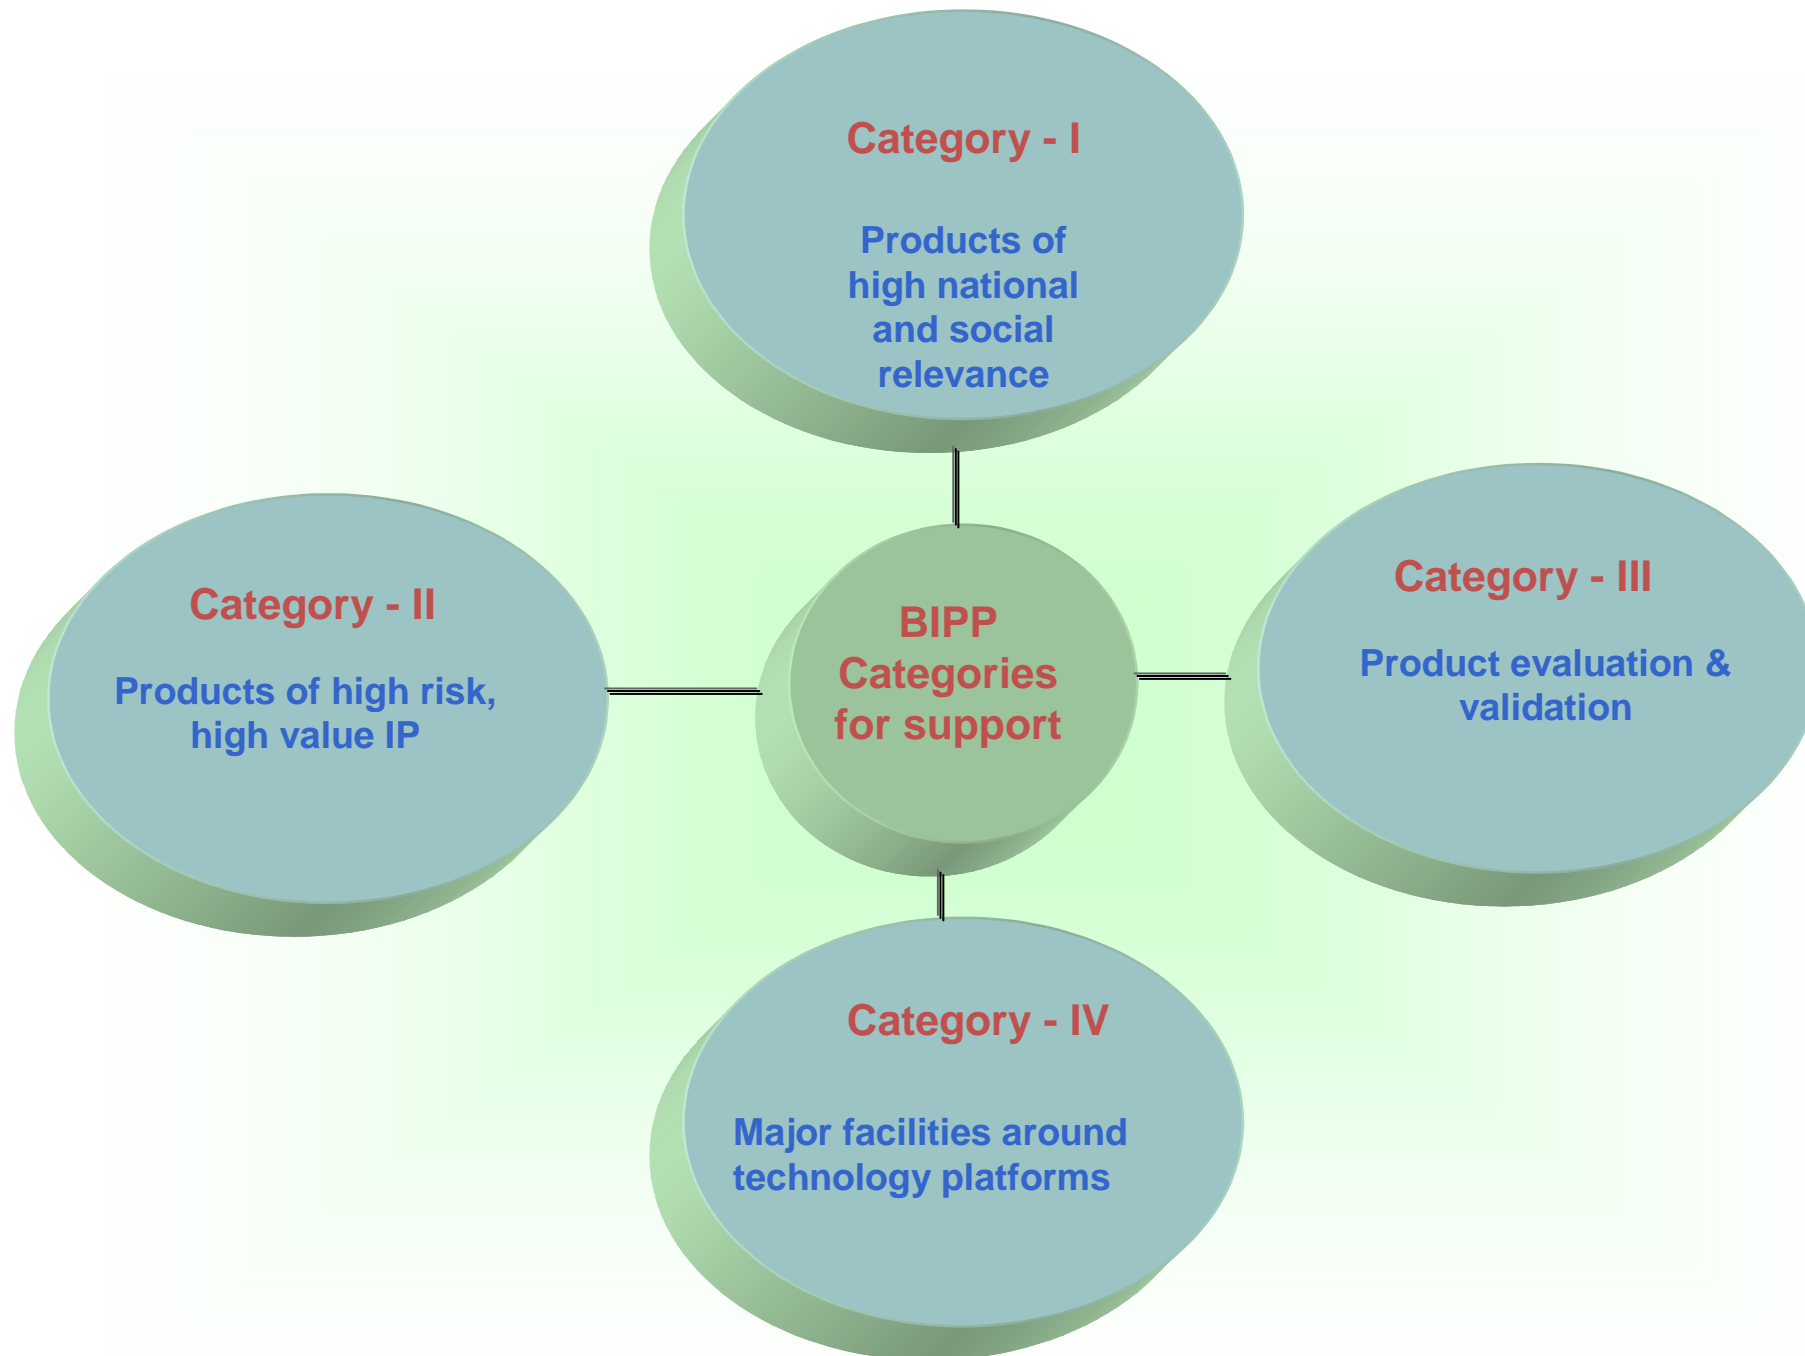 Category - I
Products of
high national
and social
relevance
Category - II
Products of high risk,
high value IP
BIPP
Categories
for support
Category - III
Product evaluation &
validation
Category - IV
Major facilities around
technology platforms